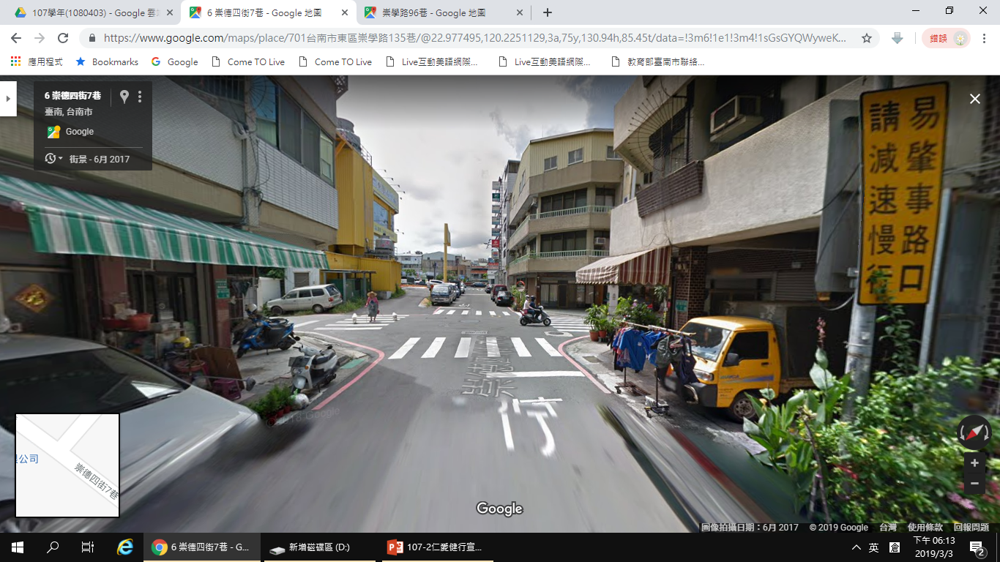 107學年(1080403) - Google 雲
6 崇德四街7巷 - Google 地圖
崇學路96巷 - Google 地圖
https://www.google.com/maps/place/701台南市東區崇學路135巷/@22.977495,120.2251129,3a,75y,130.94h,85.45t/data=!3m6!1e1!3m4!1sGsGYQWyweK...
錯誤
應用程式
Bookmarks
Google
Come TO Live
Come TO Live
Live互動美語網際...
Live互動美語網際...
教育部臺南市聯絡...
6 崇德四街7巷
臺南, 台南市
Google
街景 - 6月 2017
易肇事路口
請減速慢行
崇德
行
© 2018 Google
限公司
崇德四街7巷
Google
圖像拍攝日期：6月 2017
© 2019 Google
台灣
使用條款
回報問題
6 崇德四街7巷 - G...
新增磁碟區 (D:)
107-2仁愛健行宣...
英
下午 06:13
2019/3/3
2